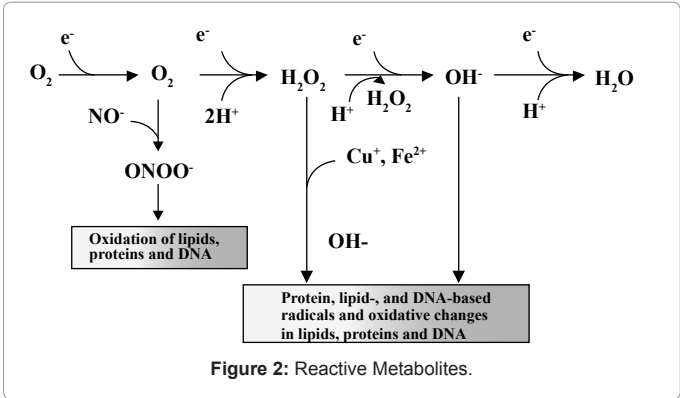 e⁻ e⁻ e⁻ e⁻
O₂ O₂ H₂O₂ OH⁻ H₂O
NO⁻ 2H⁺ H⁺ H₂O₂ H⁺
ONOO⁻
Cu⁺, Fe²⁺
Oxidation of lipids,
proteins and DNA
OH-
Protein, lipid-, and DNA-based
radicals and oxidative changes
in lipids, proteins and DNA
Figure 2: Reactive Metabolites.